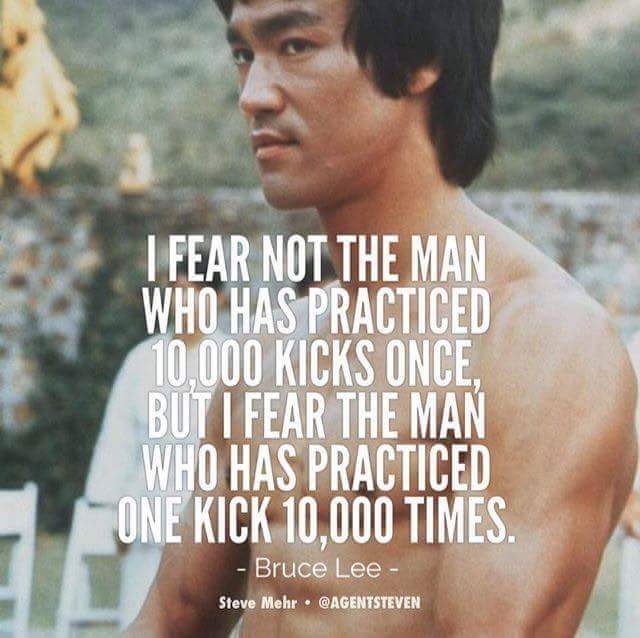 I FEAR NOT THE MAN
WHO HAS PRACTICED
10,000 KICKS ONCE,
BUT I FEAR THE MAN
WHO HAS PRACTICED
ONE KICK 10,000 TIMES.
- Bruce Lee -
Steve Mehr • @AGENTSTEVEN